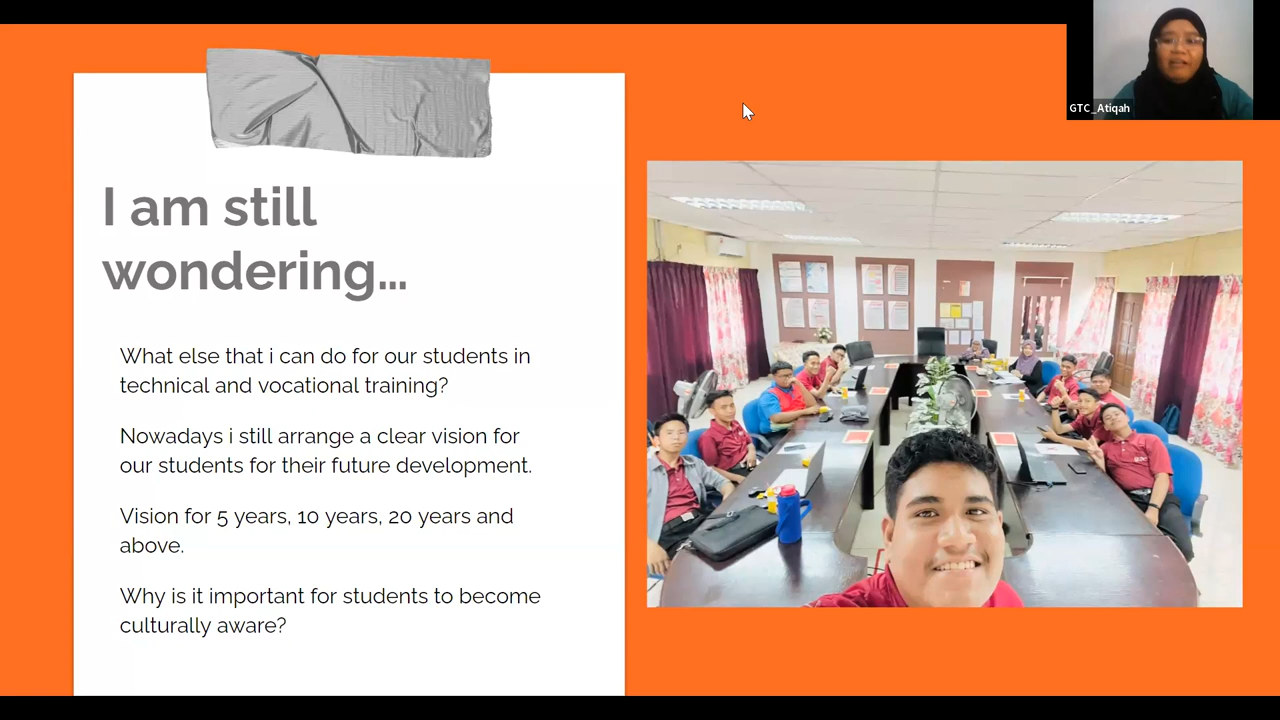 GTC_Atiqah
I am still
wondering...
What else that i can do for our students in
technical and vocational training?
Nowadays i still arrange a clear vision for
our students for their future development.
Vision for 5 years, 10 years, 20 years and
above.
Why is it important for students to become
culturally aware?